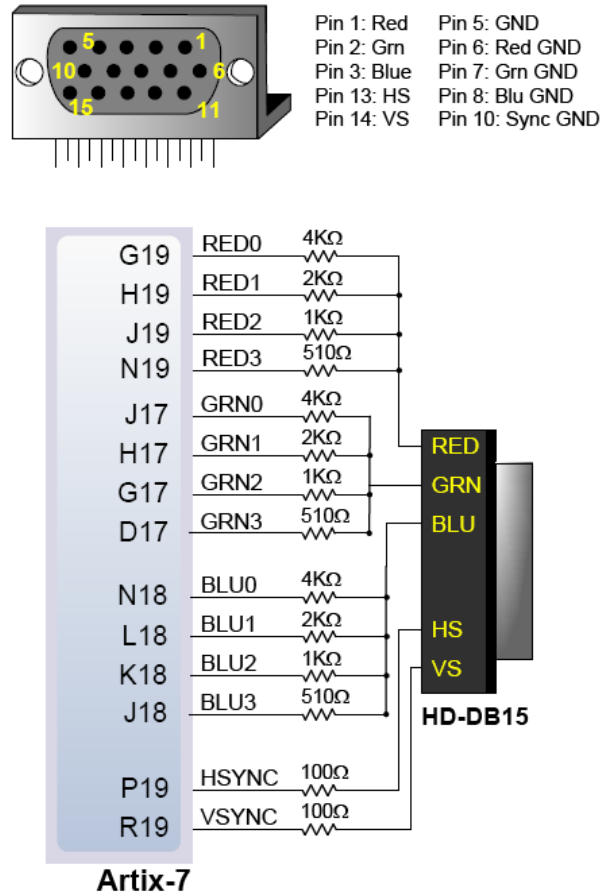 Pin 1: Red
Pin 2: Grn
Pin 3: Blue
Pin 13: HS
Pin 14: VS
Pin 5: GND
Pin 6: Red GND
Pin 7: Grn GND
Pin 8: Blu GND
Pin 10: Sync GND
5 1
10 6
15 11
G19 RED0 4KΩ
H19 RED1 2KΩ
J19 RED2 1KΩ
N19 RED3 510Ω
J17 GRN0 4KΩ
H17 GRN1 2KΩ
G17 GRN2 1KΩ
D17 GRN3 510Ω
N18 BLU0 4KΩ
L18 BLU1 2KΩ
K18 BLU2 1KΩ
J18 BLU3 510Ω
P19 HSYNC 100Ω
R19 VSYNC 100Ω
RED
GRN
BLU
HS
VS
HD-DB15
Artix-7